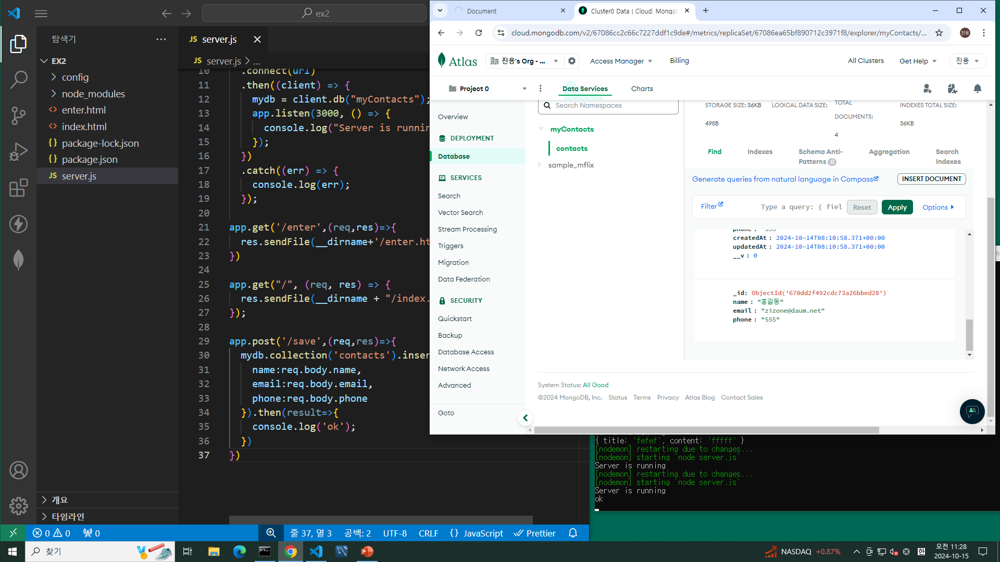 ex2
탐색기
EX2
config
node_modules
enter.html
index.html
package-lock.json
package.json
JS server.js
개요
타임라인
JS server.js
JS server.js > ...
10 .connect(url)
11 .then((client) => {
12 mydb = client.db("myContacts");
13 app.listen(3000, () => {
14 console.log("Server is runnin
15 });
16 })
17 .catch((err) => {
18 console.log(err);
19 });
20
21 app.get('/enter',(req,res)=>{
22 res.sendFile(__dirname+'/enter.ht
23 })
24
25 app.get("/", (req, res) => {
26 res.sendFile(__dirname + "/index.
27 });
28
29 app.post('/save',(req,res)=>{
30 mydb.collection('contacts').inser
31 name:req.body.name,
32 email:req.body.email,
33 phone:req.body.phone
34 }).then(result=>{
35 console.log('ok');
36 })
37 })
0 0 0
줄 37, 열 3 공백: 2 UTF-8 CRLF {} JavaScript Prettier
Document
Cluster0 Data | Cloud: Mongo
cloud.mongodb.com/v2/67086cc2c66c7227ddf1c9de#/metrics/replicaSet/67086ea65bf890712c3971f8/explorer/myContacts/...
진용
Atlas
진용's Org - ...
Access Manager
Billing
All Clusters
Get Help
진용
Project 0
Data Services
Charts
Overview
DEPLOYMENT
Database
SERVICES
Search
Vector Search
Stream Processing
Triggers
Migration
Data Federation
SECURITY
Quickstart
Backup
Database Access
Network Access
Advanced
Goto
Search Namespaces
myContacts
contacts
sample_mflix
STORAGE SIZE: 36KB LOGICAL DATA SIZE: 498B TOTAL DOCUMENTS: 4 INDEXES TOTAL SIZE: 36KB
Find
Indexes
Schema Anti-Patterns 0
Aggregation
Search Indexes
Generate queries from natural language in Compass
INSERT DOCUMENT
Filter
Type a query: { fiel
Reset
Apply
Options
phone : "555"
createdAt : 2024-10-14T08:10:58.371+00:00
updatedAt : 2024-10-14T08:10:58.371+00:00
__v : 0
_id: ObjectId('670dd2f492cdc73a26bbed28')
name : "홍길동"
email : "zizone@daum.net"
phone : "555"
System Status: All Good
©2024 MongoDB, Inc. Status Terms Privacy Atlas Blog Contact Sales
{ title: 'fefef', content: 'fffff' }
[nodemon] restarting due to changes...
[nodemon] starting `node server.js`
Server is running
[nodemon] restarting due to changes...
[nodemon] starting `node server.js`
Server is running
ok
찾기
NASDAQ +0.87%
오전 11:28
2024-10-15